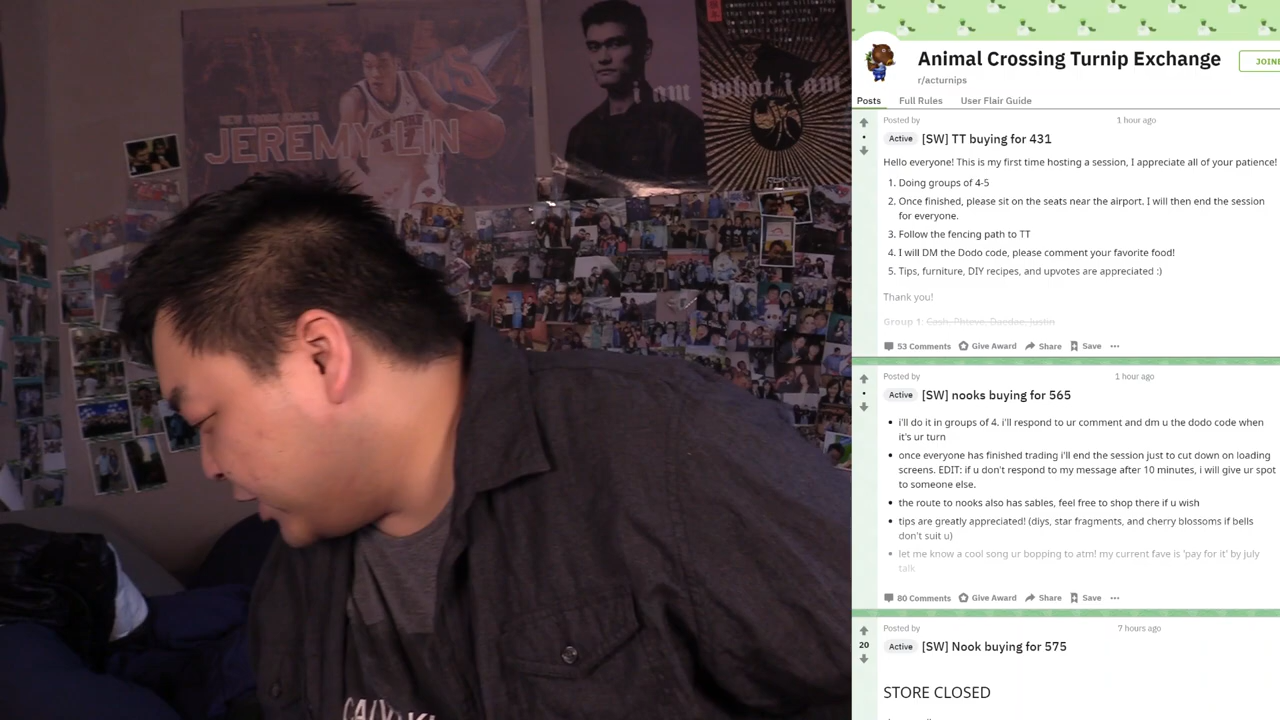 NEW YORK KNICKS
JEREMY LIN
i am
what i am
CALVIN KL
Animal Crossing Turnip Exchange
r/acturnips
JOINE
Posts Full Rules User Flair Guide
Posted by 1 hour ago
Active [SW] TT buying for 431
Hello everyone! This is my first time hosting a session, I appreciate all of your patience!
1. Doing groups of 4-5
2. Once finished, please sit on the seats near the airport. I will then end the session
for everyone.
3. Follow the fencing path to TT
4. I will DM the Dodo code, please comment your favorite food!
5. Tips, furniture, DIY recipes, and upvotes are appreciated :)
Thank you!
Group 1:
53 Comments Give Award Share Save ...
Posted by 1 hour ago
Active [SW] nooks buying for 565
i'll do it in groups of 4. i'll respond to ur comment and dm u the dodo code when
it's ur turn
once everyone has finished trading i'll end the session just to cut down on loading
screens. EDIT: if u don't respond to my message after 10 minutes, i will give ur spot
to someone else.
the route to nooks also has sables, feel free to shop there if u wish
tips are greatly appreciated! (diys, star fragments, and cherry blossoms if bells
don't suit u)
let me know a cool song ur bopping to atm! my current fave is 'pay for it' by july
talk
80 Comments Give Award Share Save ...
Posted by 7 hours ago
20
Active [SW] Nook buying for 575
STORE CLOSED